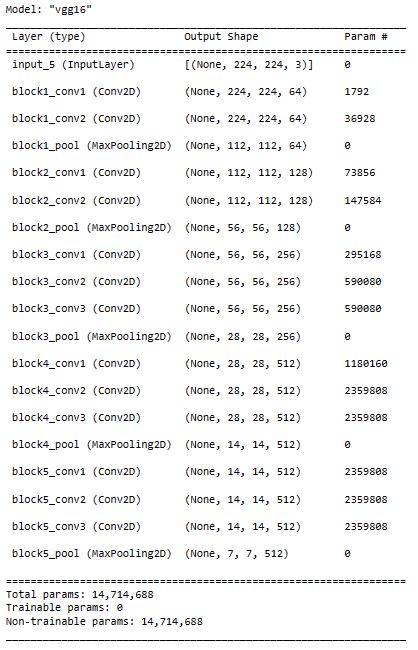 Model: "vgg16"
_________________________________________________________________
Layer (type) Output Shape Param #
=================================================================
input_5 (InputLayer) [(None, 224, 224, 3)] 0
block1_conv1 (Conv2D) (None, 224, 224, 64) 1792
block1_conv2 (Conv2D) (None, 224, 224, 64) 36928
block1_pool (MaxPooling2D) (None, 112, 112, 64) 0
block2_conv1 (Conv2D) (None, 112, 112, 128) 73856
block2_conv2 (Conv2D) (None, 112, 112, 128) 147584
block2_pool (MaxPooling2D) (None, 56, 56, 128) 0
block3_conv1 (Conv2D) (None, 56, 56, 256) 295168
block3_conv2 (Conv2D) (None, 56, 56, 256) 590080
block3_conv3 (Conv2D) (None, 56, 56, 256) 590080
block3_pool (MaxPooling2D) (None, 28, 28, 256) 0
block4_conv1 (Conv2D) (None, 28, 28, 512) 1180160
block4_conv2 (Conv2D) (None, 28, 28, 512) 2359808
block4_conv3 (Conv2D) (None, 28, 28, 512) 2359808
block4_pool (MaxPooling2D) (None, 14, 14, 512) 0
block5_conv1 (Conv2D) (None, 14, 14, 512) 2359808
block5_conv2 (Conv2D) (None, 14, 14, 512) 2359808
block5_conv3 (Conv2D) (None, 14, 14, 512) 2359808
block5_pool (MaxPooling2D) (None, 7, 7, 512) 0
=================================================================
Total params: 14,714,688
Trainable params: 0
Non-trainable params: 14,714,688
_________________________________________________________________